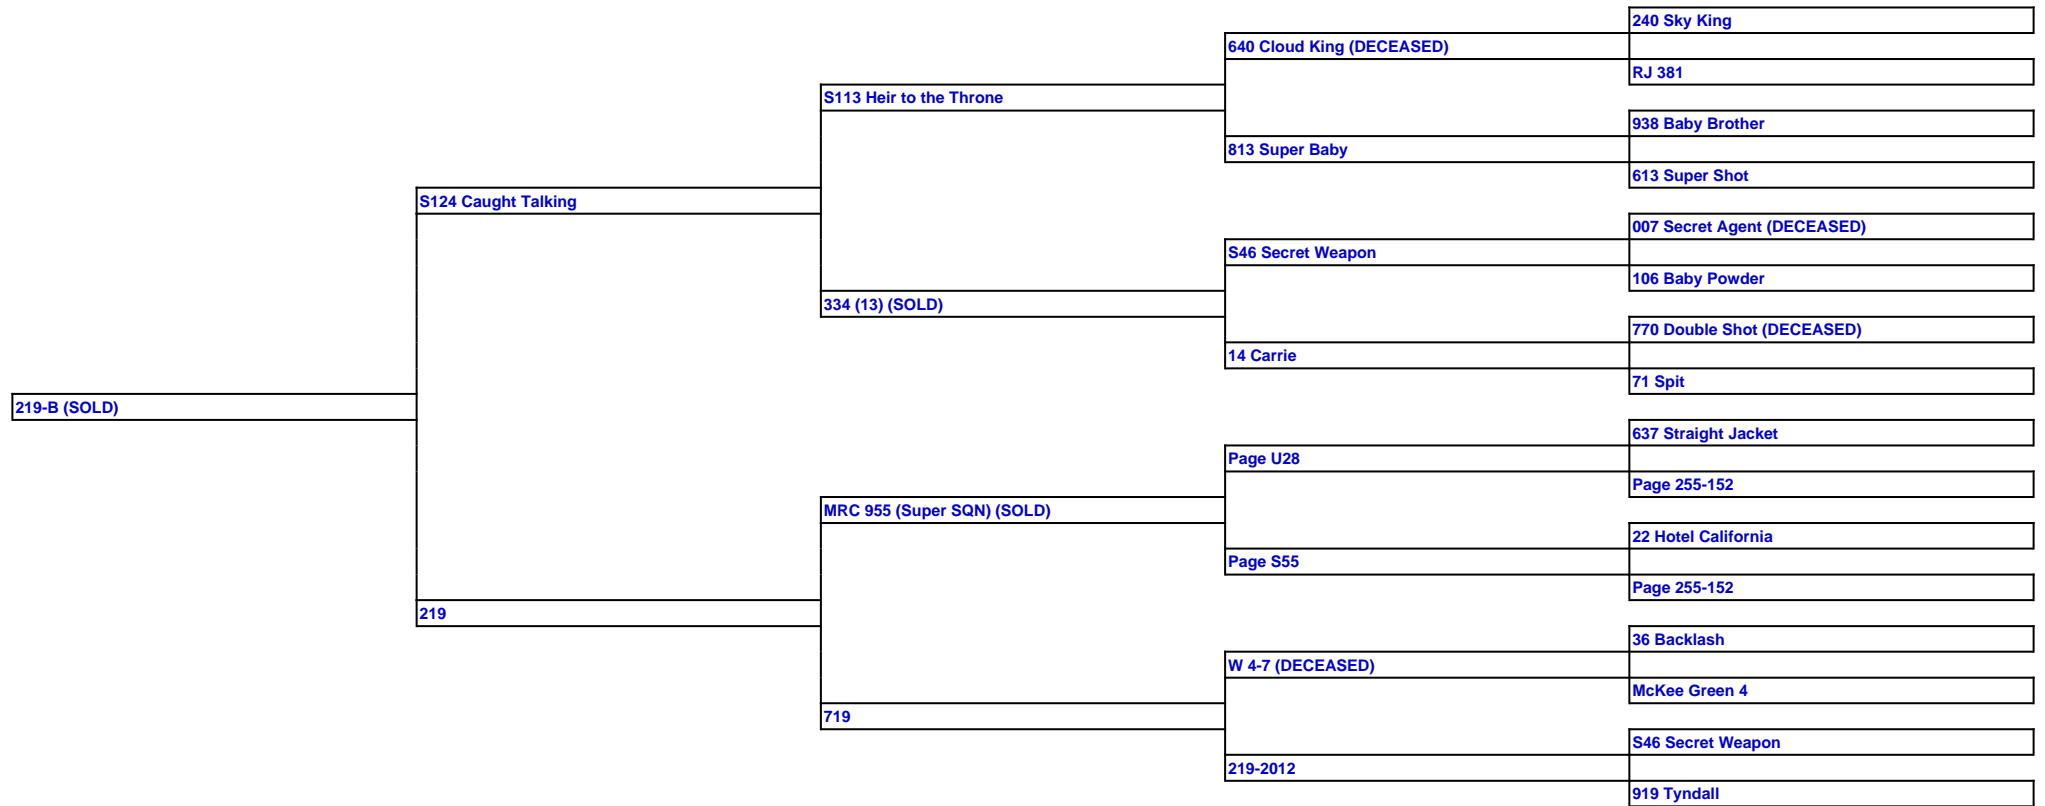 240 Sky King
640 Cloud King (DECEASED)
RJ 381
S113 Heir to the Throne
938 Baby Brother
813 Super Baby
613 Super Shot
S124 Caught Talking
007 Secret Agent (DECEASED)
S46 Secret Weapon
106 Baby Powder
334 (13) (SOLD)
770 Double Shot (DECEASED)
14 Carrie
71 Spit
219-B (SOLD)
637 Straight Jacket
Page U28
Page 255-152
MRC 955 (Super SQN) (SOLD)
22 Hotel California
Page S55
Page 255-152
219
36 Backlash
W 4-7 (DECEASED)
McKee Green 4
719
S46 Secret Weapon
219-2012
919 Tyndall